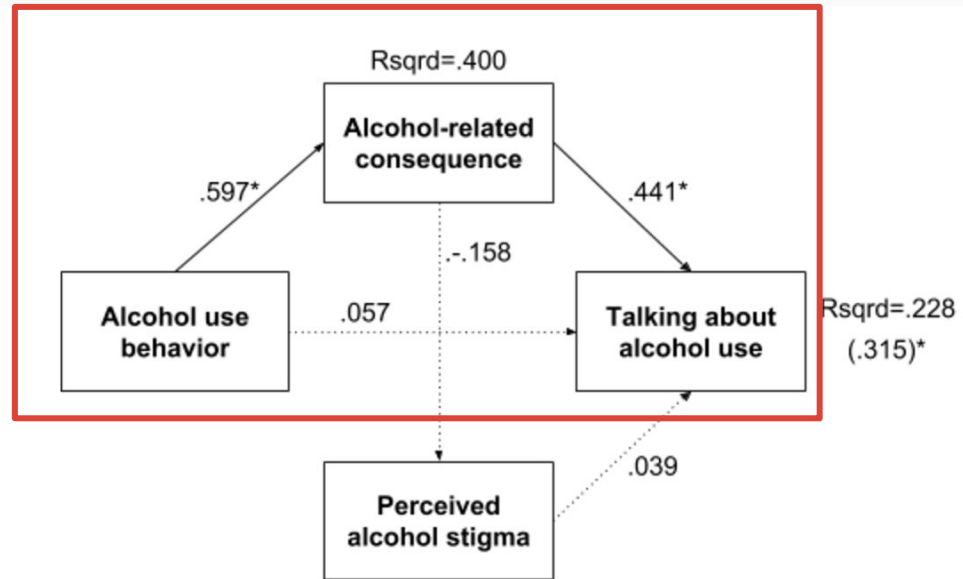 Rsqrd=.400
Alcohol-related
consequence
.597*
.441*
.-.158
Alcohol use
behavior
.057
Talking about
alcohol use
Rsqrd=.228
(.315)*
.039
Perceived
alcohol stigma